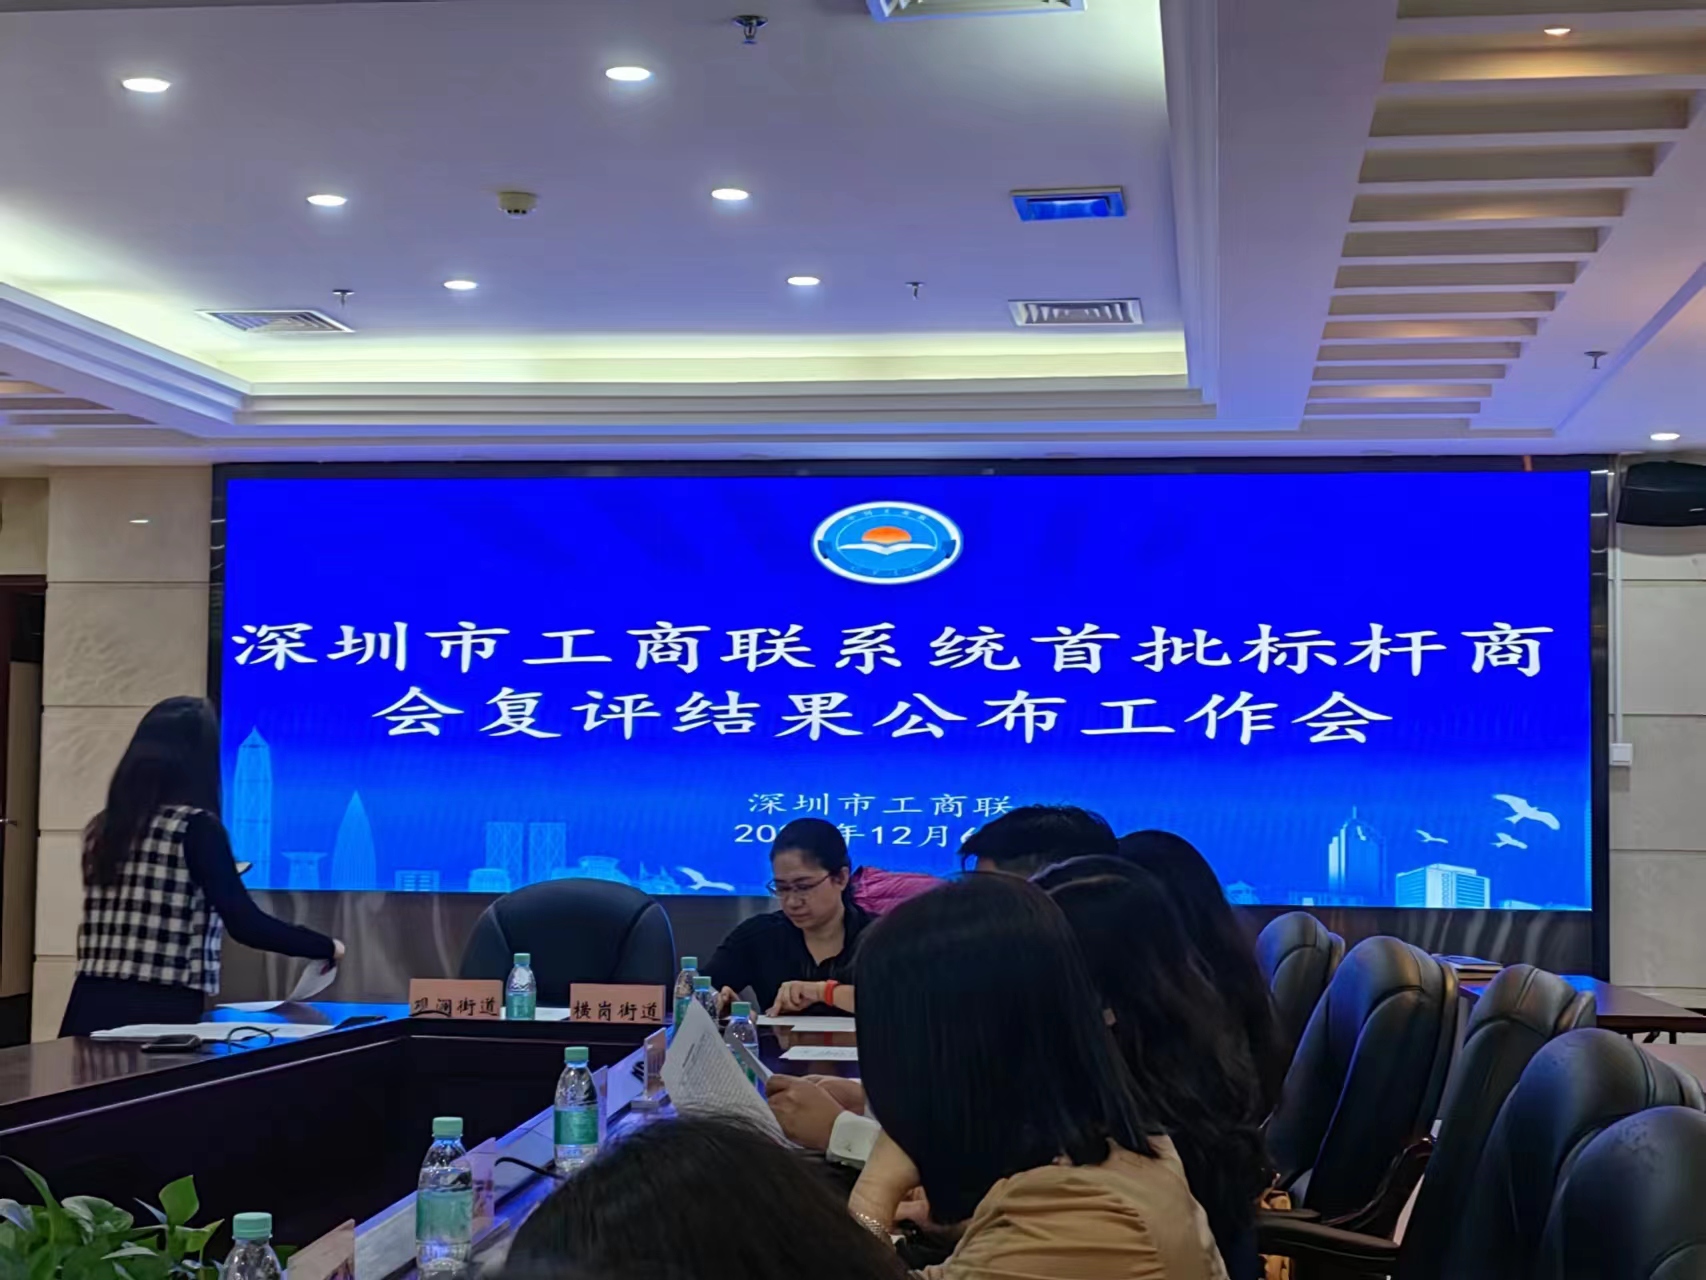 深圳市工商联系统首批标杆商
会复评结果公布工作会
深圳市工商联
年12月
观澜街道
横岗街道